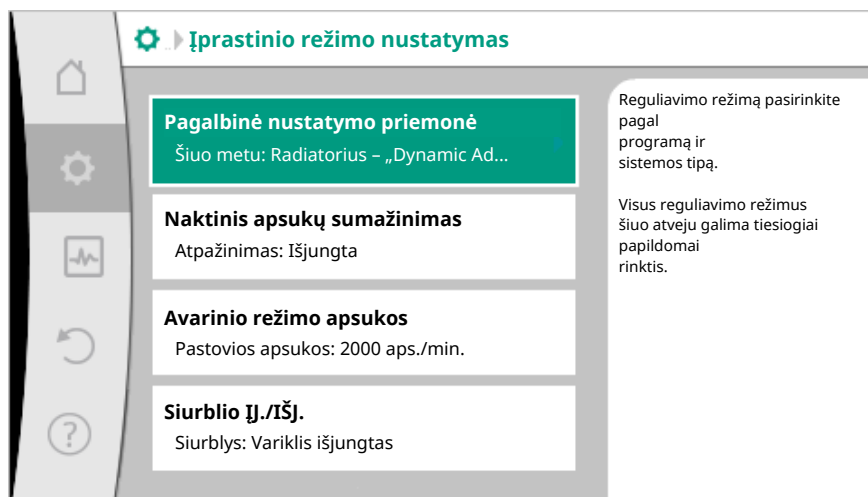 Įprastinio režimo nustatymas
Pagalbinė nustatymo priemonė
Šiuo metu: Radiatorius – „Dynamic Ad...
Naktinis apsukų sumažinimas
Atpažinimas: Išjungta
Avarinio režimo apsukos
Pastovios apsukos: 2000 aps./min.
Siurblio ĮJ./IŠJ.
Siurblys: Variklis išjungtas
Reguliavimo režimą pasirinkite
pagal
programą ir
sistemos tipą.
Visus reguliavimo režimus
šiuo atveju galima tiesiogiai
papildomai
rinktis.